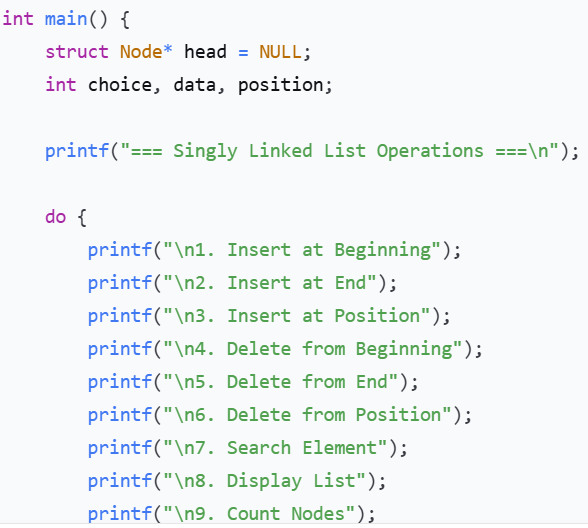 int main() {
    struct Node* head = NULL;
    int choice, data, position;
    printf("=== Singly Linked List Operations ===\n");
    do {
        printf("\n1. Insert at Beginning");
        printf("\n2. Insert at End");
        printf("\n3. Insert at Position");
        printf("\n4. Delete from Beginning");
        printf("\n5. Delete from End");
        printf("\n6. Delete from Position");
        printf("\n7. Search Element");
        printf("\n8. Display List");
        printf("\n9. Count Nodes");